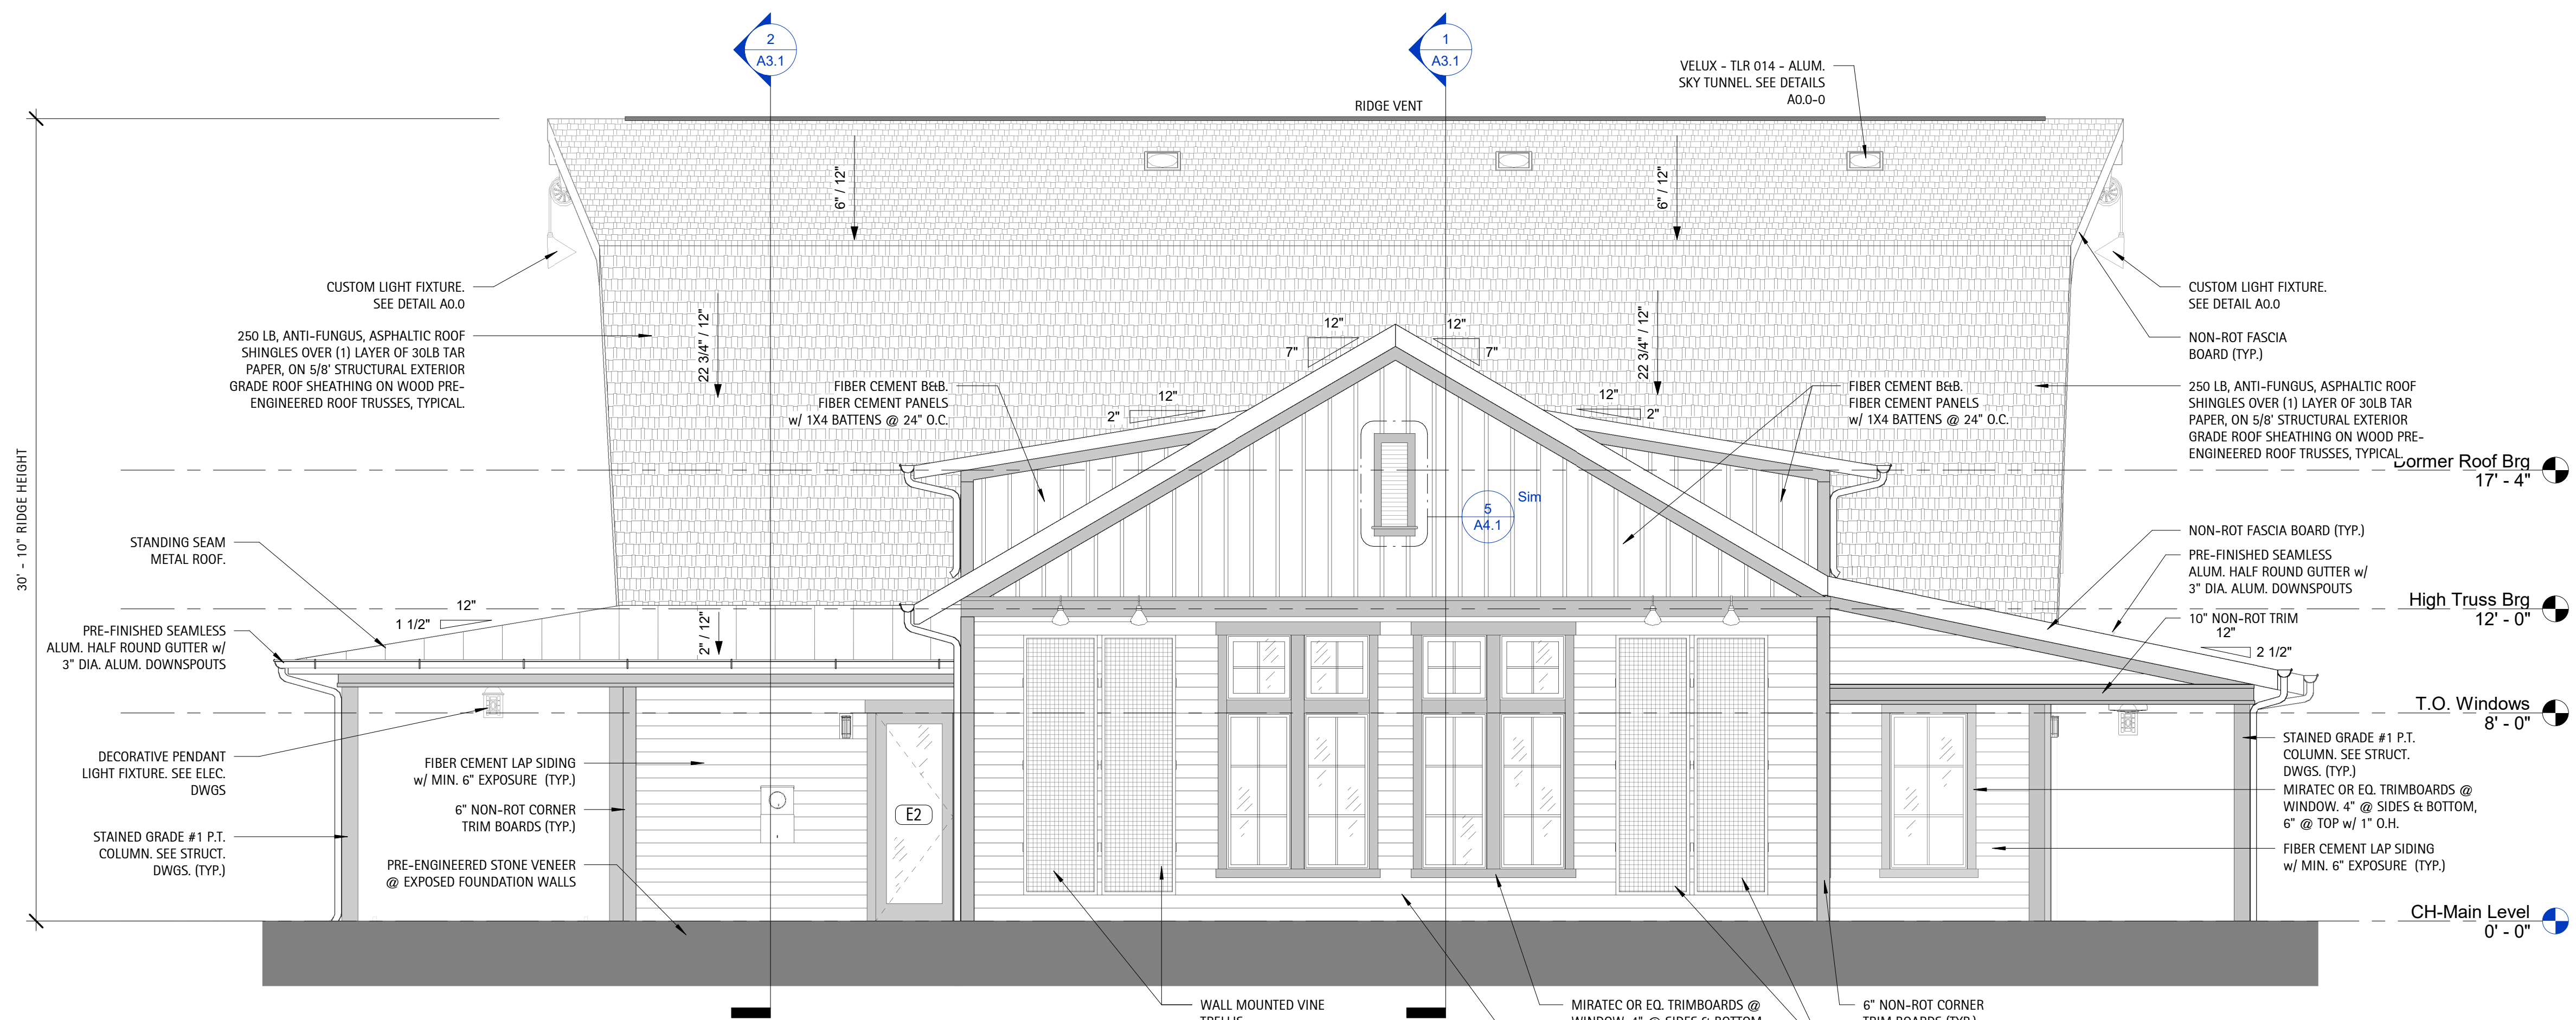 2
A3.1
1
A3.1
VELUX - TLR 014 - ALUM.
SKY TUNNEL. SEE DETAILS
A0.0-0
RIDGE VENT
6" / 12"
6" / 12"
30' - 10" RIDGE HEIGHT
CUSTOM LIGHT FIXTURE.
SEE DETAIL A0.0
250 LB, ANTI-FUNGUS, ASPHALTIC ROOF
SHINGLES OVER (1) LAYER OF 30LB TAR
PAPER, ON 5/8' STRUCTURAL EXTERIOR
GRADE ROOF SHEATHING ON WOOD PRE-
ENGINEERED ROOF TRUSSES, TYPICAL.
22 3/4" / 12"
FIBER CEMENT B&B.
FIBER CEMENT PANELS
w/ 1X4 BATTENS @ 24" O.C.
12"
2"
12"
7"
12"
7"
12"
2"
22 3/4" / 12"
FIBER CEMENT B&B.
FIBER CEMENT PANELS
w/ 1X4 BATTENS @ 24" O.C.
CUSTOM LIGHT FIXTURE.
SEE DETAIL A0.0
NON-ROT FASCIA
BOARD (TYP.)
250 LB, ANTI-FUNGUS, ASPHALTIC ROOF
SHINGLES OVER (1) LAYER OF 30LB TAR
PAPER, ON 5/8' STRUCTURAL EXTERIOR
GRADE ROOF SHEATHING ON WOOD PRE-
ENGINEERED ROOF TRUSSES, TYPICAL.
Dormer Roof Brg
17' - 4"
5
A4.1
Sim
STANDING SEAM
METAL ROOF.
12"
1 1/2"
2" / 12"
PRE-FINISHED SEAMLESS
ALUM. HALF ROUND GUTTER w/
3" DIA. ALUM. DOWNSPOUTS
NON-ROT FASCIA BOARD (TYP.)
PRE-FINISHED SEAMLESS
ALUM. HALF ROUND GUTTER w/
3" DIA. ALUM. DOWNSPOUTS
High Truss Brg
12' - 0"
10" NON-ROT TRIM
12"
2 1/2"
T.O. Windows
8' - 0"
DECORATIVE PENDANT
LIGHT FIXTURE. SEE ELEC.
DWGS
STAINED GRADE #1 P.T.
COLUMN. SEE STRUCT.
DWGS. (TYP.)
FIBER CEMENT LAP SIDING
w/ MIN. 6" EXPOSURE (TYP.)
6" NON-ROT CORNER
TRIM BOARDS (TYP.)
PRE-ENGINEERED STONE VENEER
@ EXPOSED FOUNDATION WALLS
E2
STAINED GRADE #1 P.T.
COLUMN. SEE STRUCT.
DWGS. (TYP.)
MIRATEC OR EQ. TRIMBOARDS @
WINDOW. 4" @ SIDES & BOTTOM,
6" @ TOP w/ 1" O.H.
FIBER CEMENT LAP SIDING
w/ MIN. 6" EXPOSURE (TYP.)
CH-Main Level
0' - 0"
WALL MOUNTED VINE
TRELLIS
MIRATEC OR EQ. TRIMBOARDS @
WINDOW. 4" @ SIDES & BOTTOM
6" NON-ROT CORNER
TRIM BOARDS (TYP.)